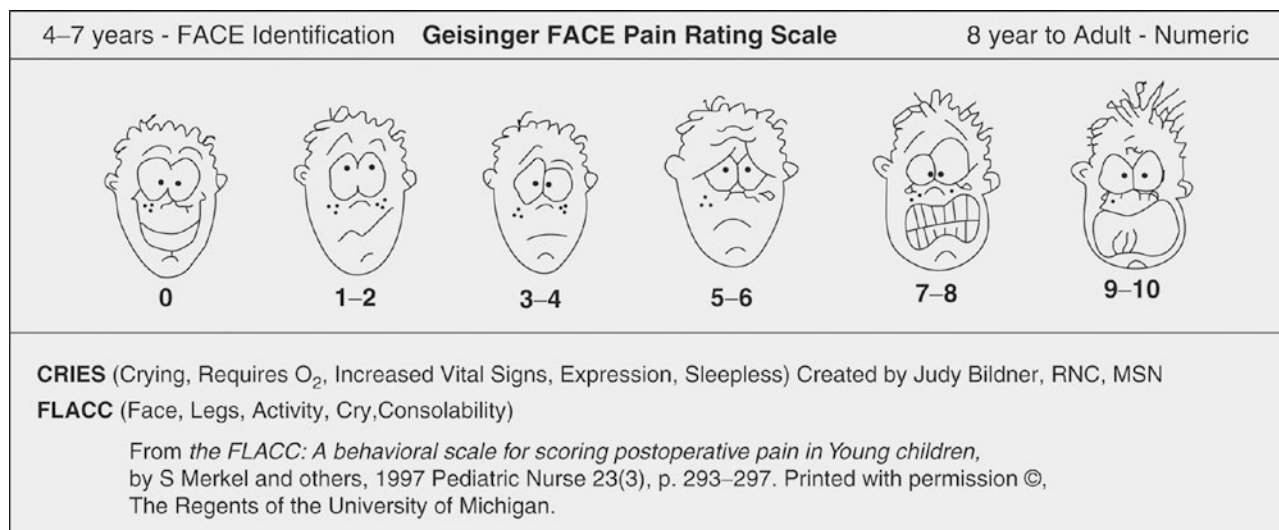 4–7 years - FACE Identification Geisinger FACE Pain Rating Scale 8 year to Adult - Numeric
0 1–2 3–4 5–6 7–8 9–10
CRIES (Crying, Requires O₂, Increased Vital Signs, Expression, Sleepless) Created by Judy Bildner, RNC, MSN
FLACC (Face, Legs, Activity, Cry,Consolability)
From the FLACC: A behavioral scale for scoring postoperative pain in Young children,
by S Merkel and others, 1997 Pediatric Nurse 23(3), p. 293–297. Printed with permission ©,
The Regents of the University of Michigan.